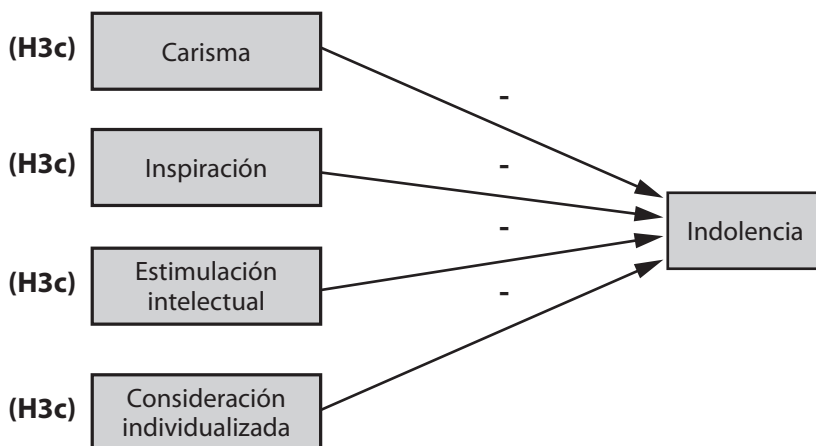 (H3c)
Carisma
-
(H3c)
Inspiración
-
Indolencia
-
(H3c)
Estimulación
intelectual
-
(H3c)
Consideración
individualizada